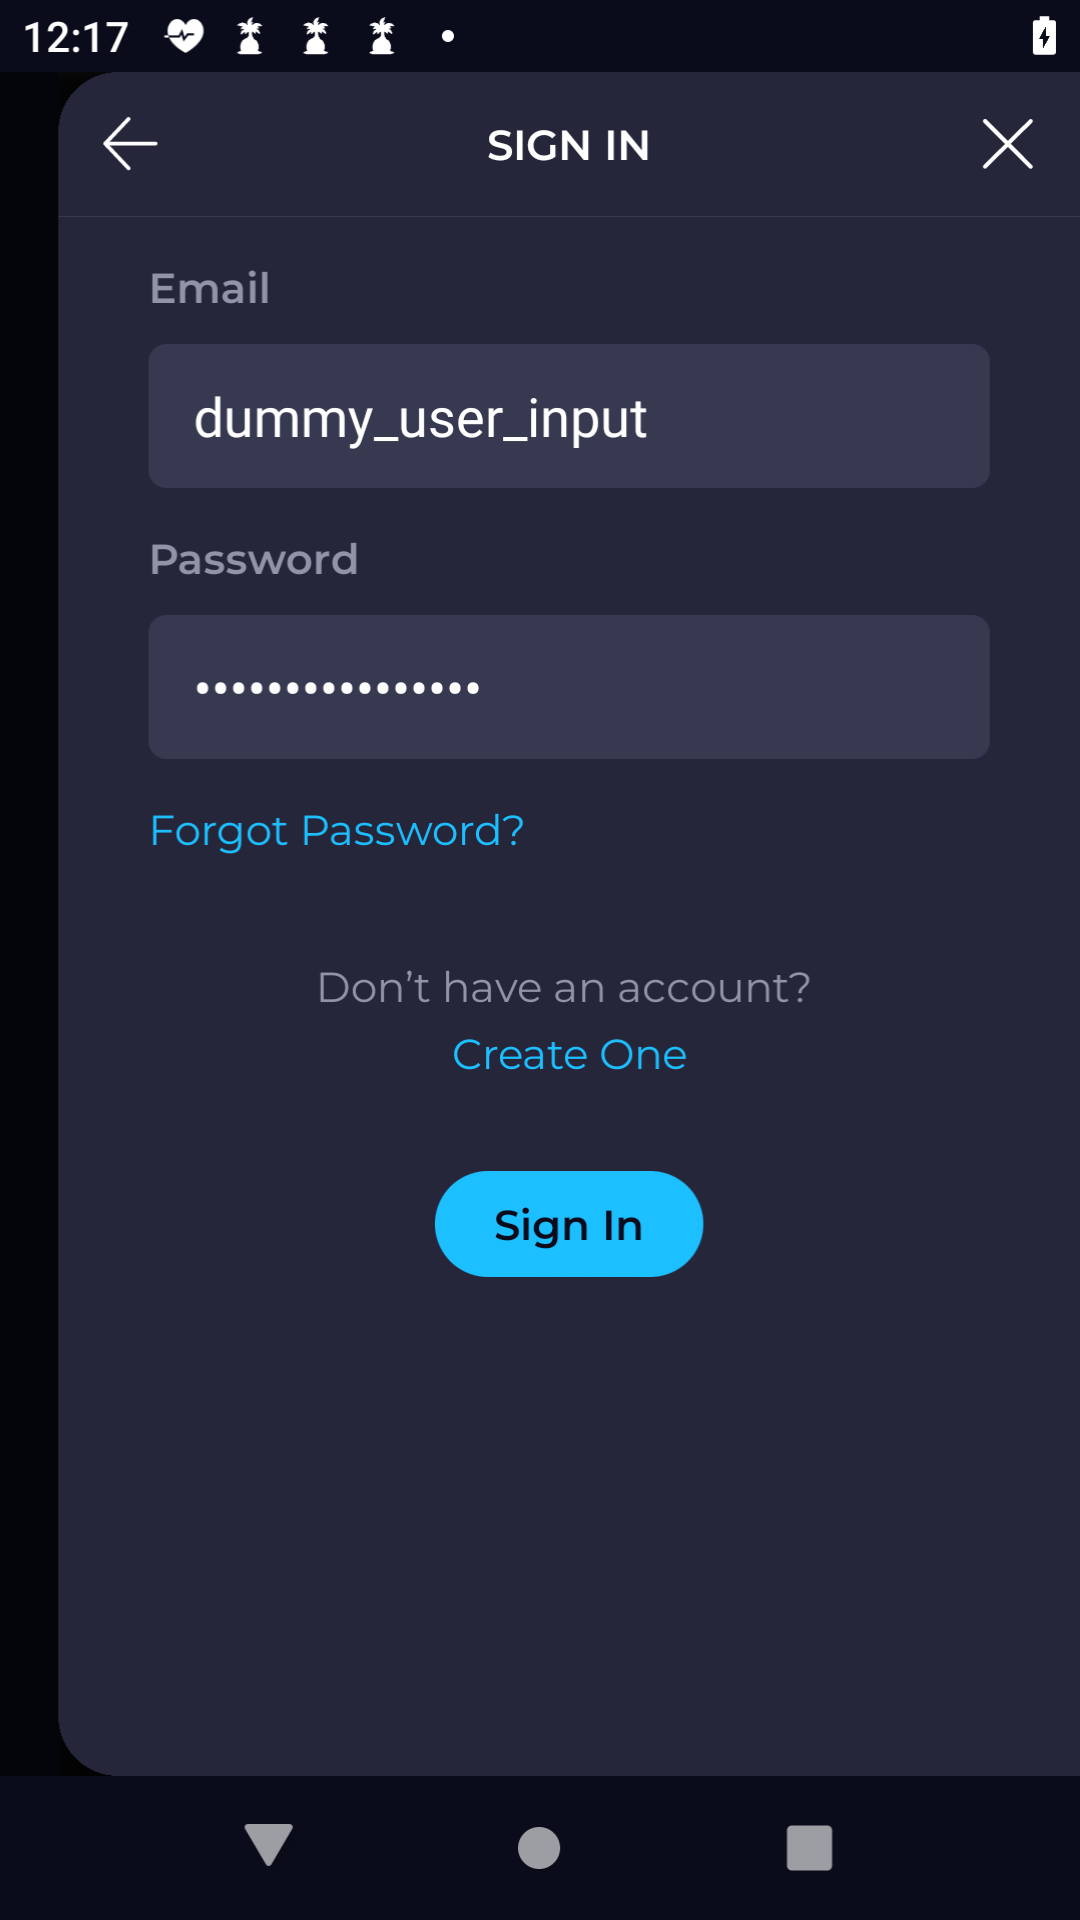 12:17
SIGN IN
Email
dummy_user_input
Password
••••••••••••••••
Forgot Password?
Don’t have an account?
Create One
Sign In